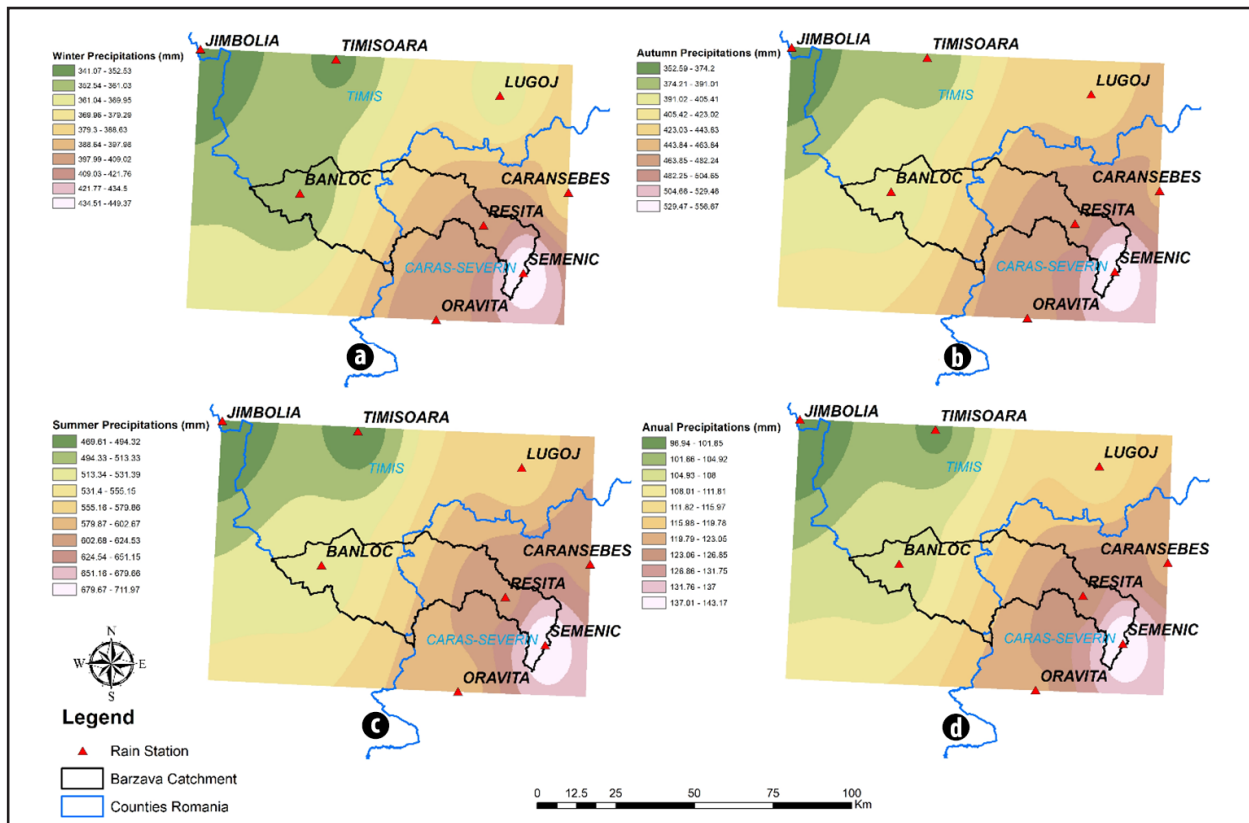 Winter Precipitations (mm)
341.07 - 352.53
352.54 - 361.03
361.04 - 369.95
369.96 - 379.29
379.3 - 388.63
388.64 - 397.98
397.99 - 409.02
409.03 - 421.76
421.77 - 434.5
434.51 - 449.37
JIMBOLIA
TIMISOARA
LUGOJ
TIMIS
BANLOC
CARANSEBES
RESITA
CARAS-SEVERIN
SEMENIC
ORAVITA
a
Autumn Precipitations (mm)
352.59 - 374.2
374.21 - 391.01
391.02 - 405.41
405.42 - 423.02
423.03 - 443.83
443.84 - 463.84
463.85 - 482.24
482.25 - 504.65
504.66 - 529.46
529.47 - 556.67
JIMBOLIA
TIMISOARA
LUGOJ
TIMIS
BANLOC
CARANSEBES
RESITA
CARAS-SEVERIN
SEMENIC
ORAVITA
b
Summer Precipitations (mm)
469.61 - 494.32
494.33 - 513.33
513.34 - 531.39
531.4 - 555.15
555.16 - 579.86
579.87 - 602.67
602.68 - 624.53
624.54 - 651.15
651.16 - 679.66
679.67 - 711.97
JIMBOLIA
TIMISOARA
LUGOJ
TIMIS
BANLOC
CARANSEBES
RESITA
CARAS-SEVERIN
SEMENIC
ORAVITA
c
Anual Precipitations (mm)
96.94 - 101.85
101.86 - 104.92
104.93 - 108
108.01 - 111.81
111.82 - 115.97
115.98 - 119.78
119.79 - 123.05
123.06 - 126.85
126.86 - 131.75
131.76 - 137
137.01 - 143.17
JIMBOLIA
TIMISOARA
LUGOJ
TIMIS
BANLOC
CARANSEBES
RESITA
CARAS-SEVERIN
SEMENIC
ORAVITA
d
N
W
E
S
Legend
Rain Station
Barzava Catchment
Counties Romania
0 12.5 25 50 75 100
Km